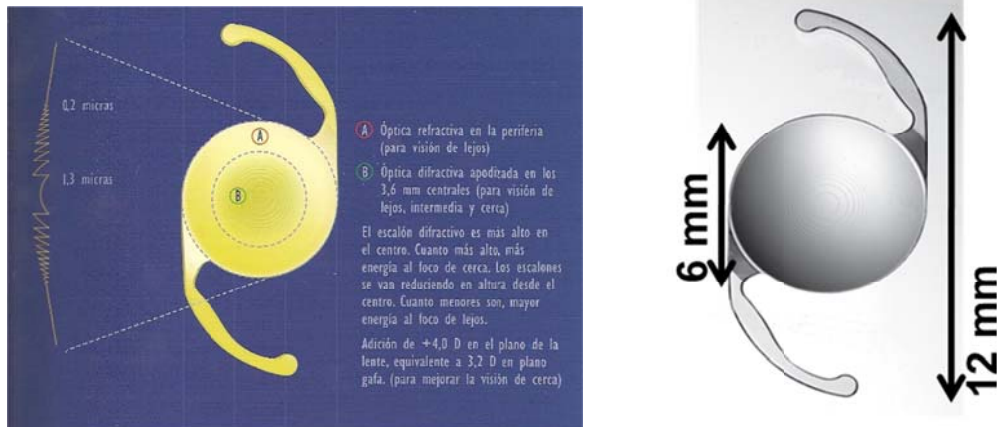 0,2 micras
1,3 micras
A
B
A Óptica refractiva en la periferia
(para visión de lejos)
B Óptica difractiva apodizada en los
3,6 mm centrales (para visión de
lejos, intermedia y cerca)
El escalón difractivo es más alto en
el centro. Cuanto más alto, más
energía al foco de cerca. Los escalones
se van reduciendo en altura desde el
centro. Cuanto menores son, mayor
energía al foco de lejos.
Adición de +4,0 D en el plano de la
lente, equivalente a 3,2 D en plano
gafa. (para mejorar la visión de cerca)
6 mm
12 mm